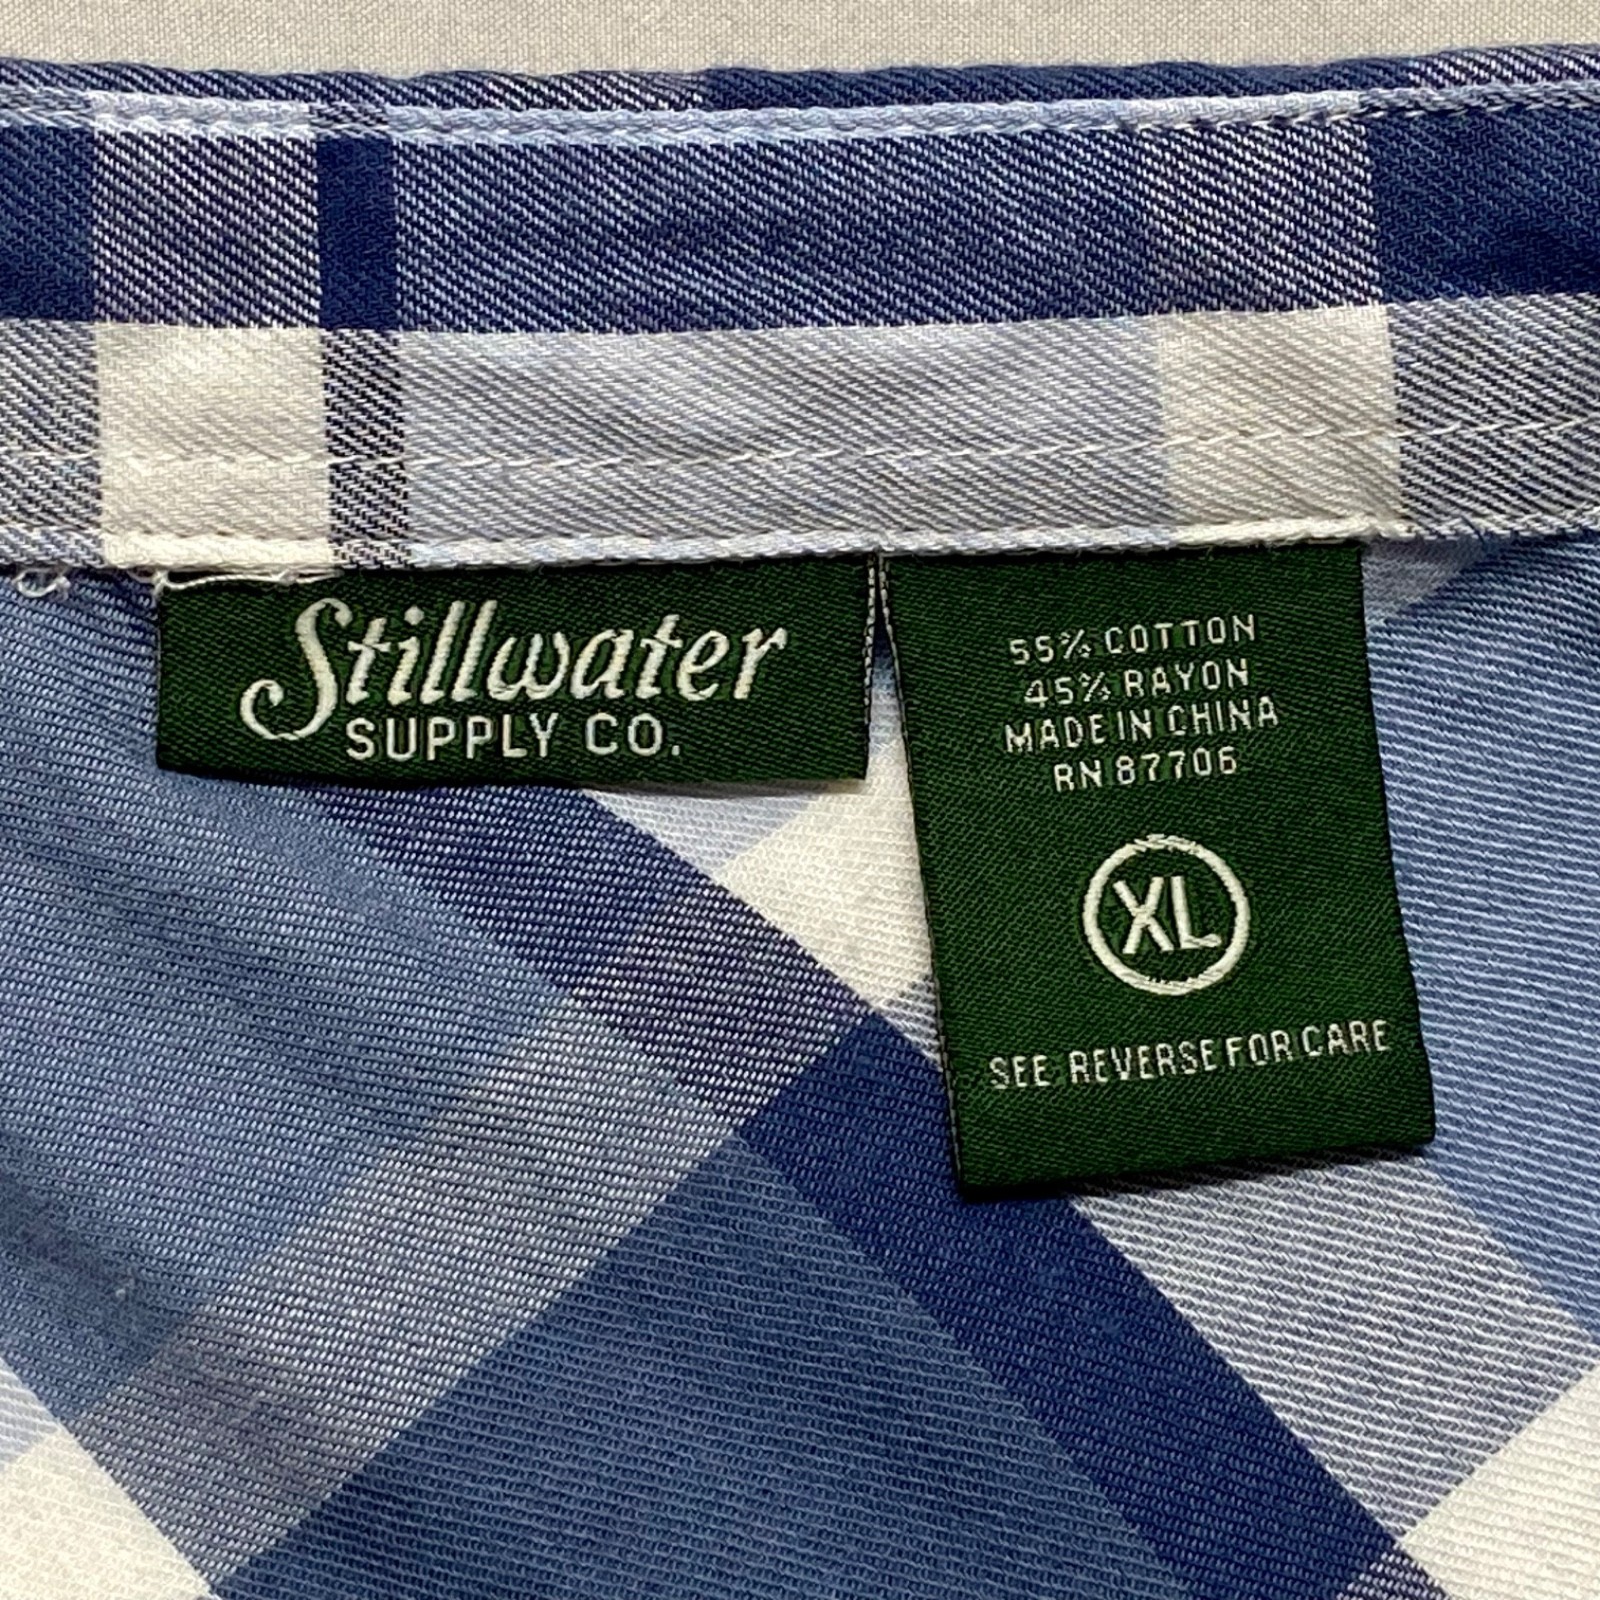 Stillwater
SUPPLY CO.
55% COTTON
45% RAYON
MADE IN CHINA
RN 87706
XL
SEE REVERSE FOR CARE